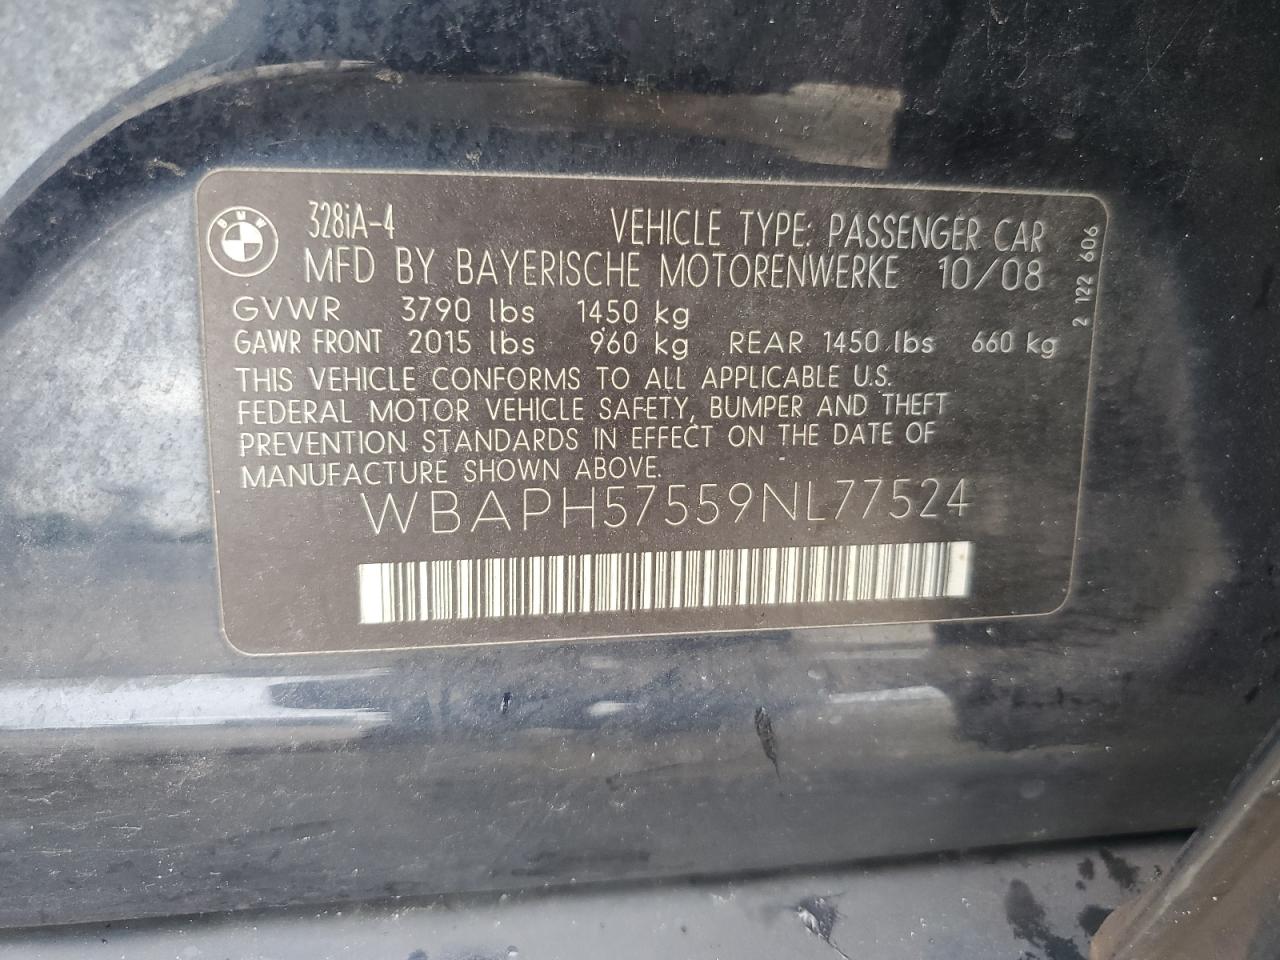 BMW
328iA-4 VEHICLE TYPE: PASSENGER CAR
MFD BY BAYERISCHE MOTORENWERKE 10/08
GVWR 3790 lbs 1450 kg
GAWR FRONT 2015 lbs 960 kg REAR 1450 lbs 660 kg
THIS VEHICLE CONFORMS TO ALL APPLICABLE U.S.
FEDERAL MOTOR VEHICLE SAFETY, BUMPER AND THEFT
PREVENTION STANDARDS IN EFFECT ON THE DATE OF
MANUFACTURE SHOWN ABOVE.
WBAPH57559NL77524
2 122 606